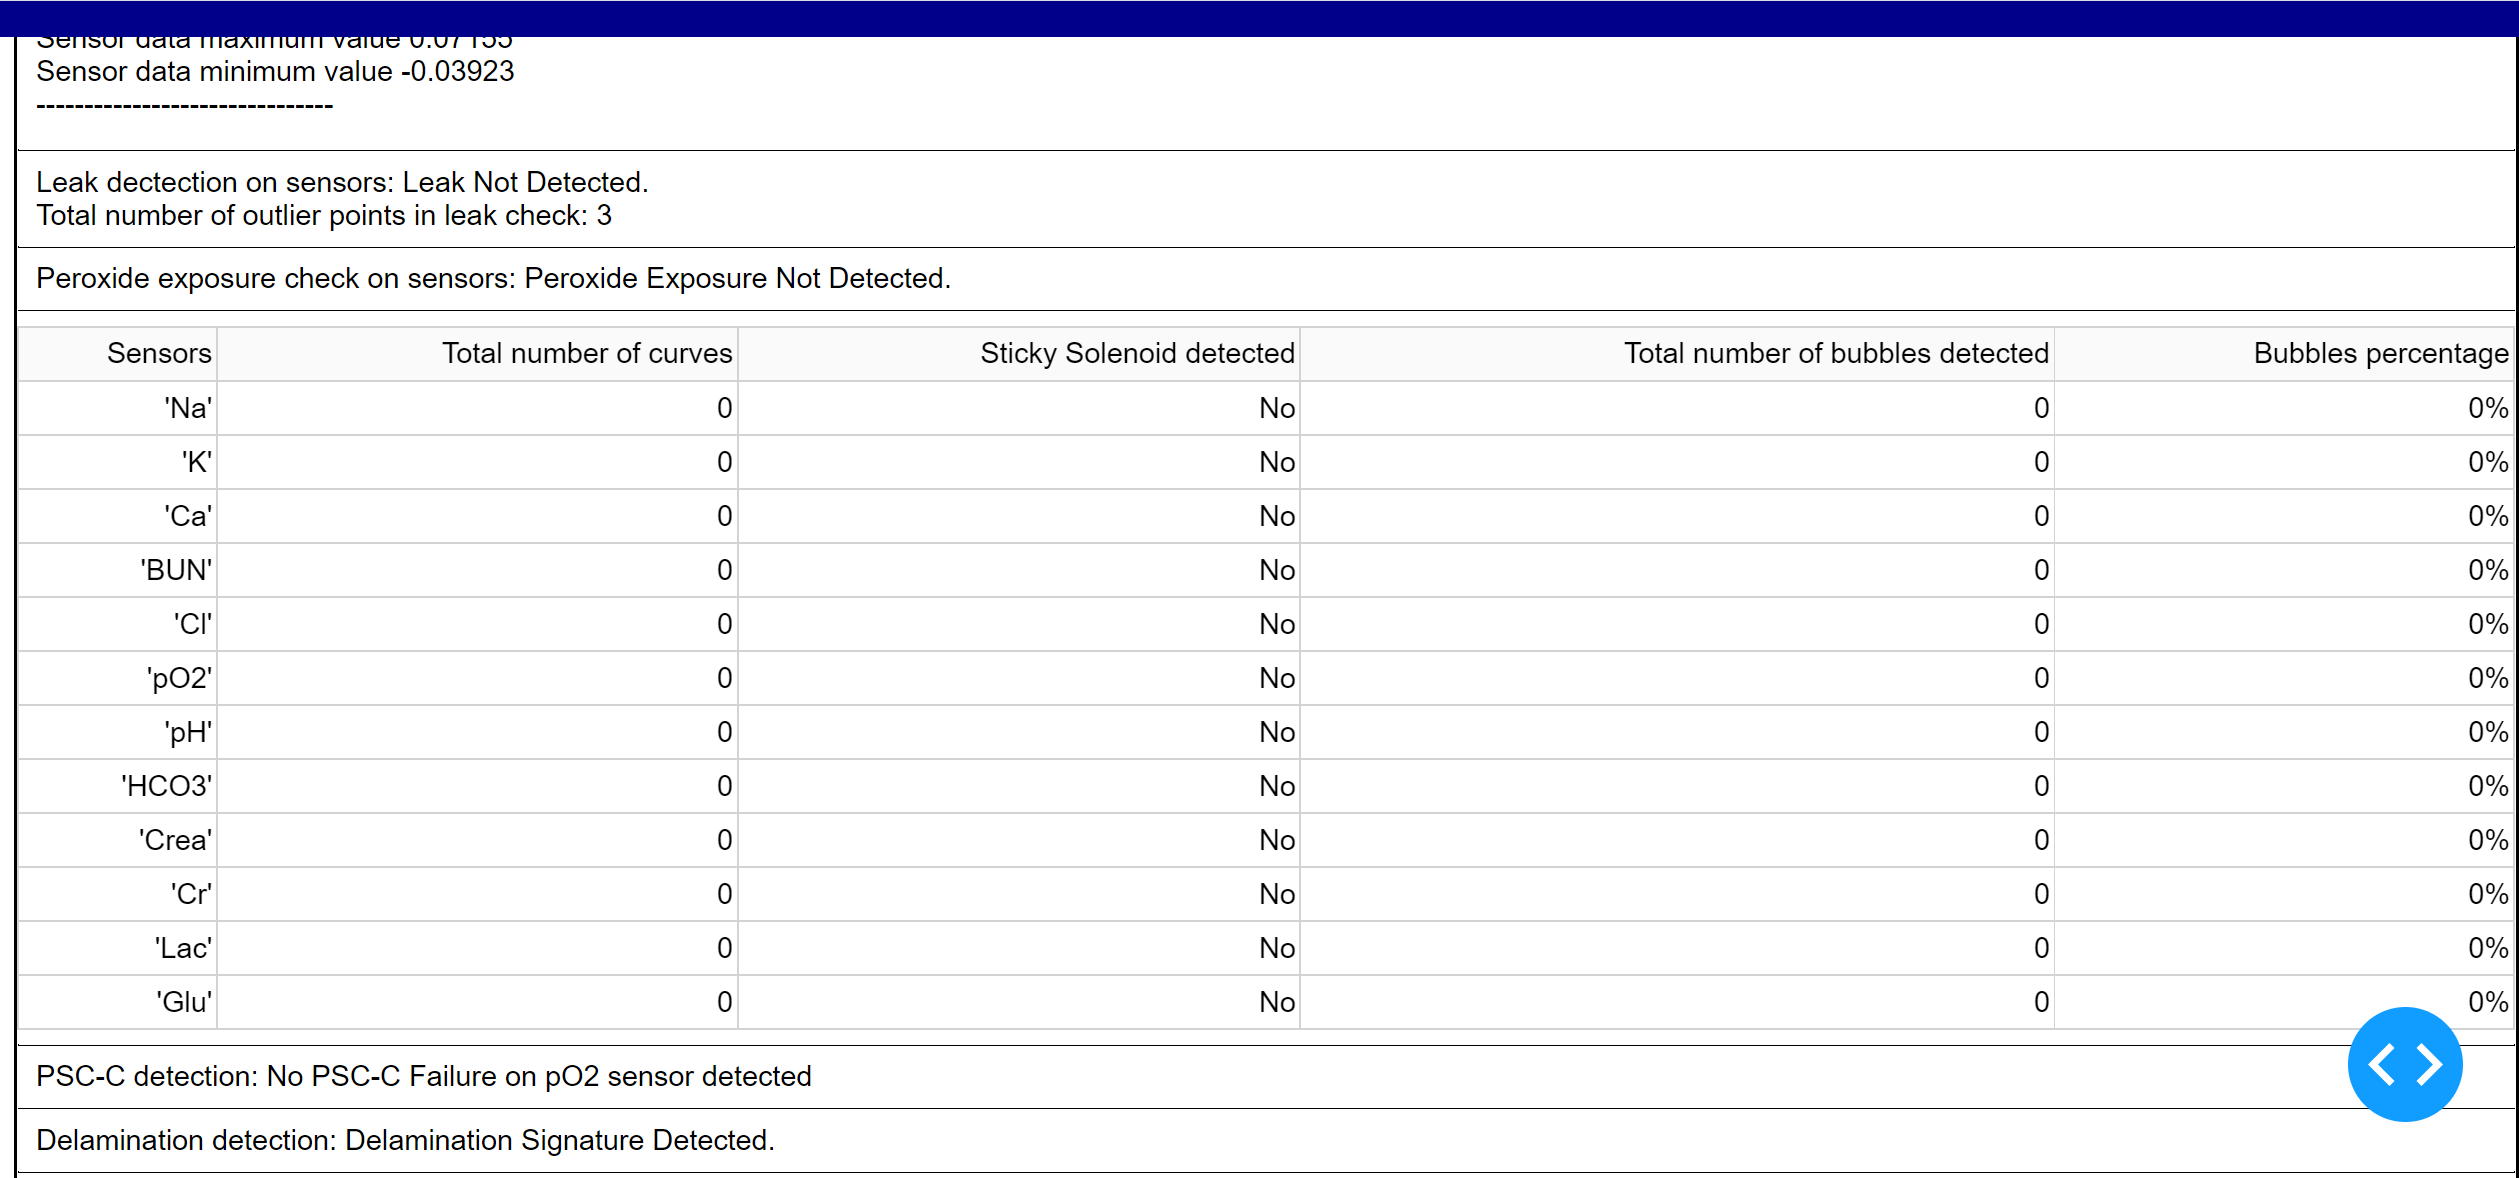 Sensor data maximum value 0.07155
Sensor data minimum value -0.03923
-------------------------------
Leak dectection on sensors: Leak Not Detected.
Total number of outlier points in leak check: 3
Peroxide exposure check on sensors: Peroxide Exposure Not Detected.
Sensors Total number of curves Sticky Solenoid detected Total number of bubbles detected Bubbles percentage
'Na' 0 No 0 0%
'K' 0 No 0 0%
'Ca' 0 No 0 0%
'BUN' 0 No 0 0%
'Cl' 0 No 0 0%
'pO2' 0 No 0 0%
'pH' 0 No 0 0%
'HCO3' 0 No 0 0%
'Crea' 0 No 0 0%
'Cr' 0 No 0 0%
'Lac' 0 No 0 0%
'Glu' 0 No 0 0%
PSC-C detection: No PSC-C Failure on pO2 sensor detected
Delamination detection: Delamination Signature Detected.